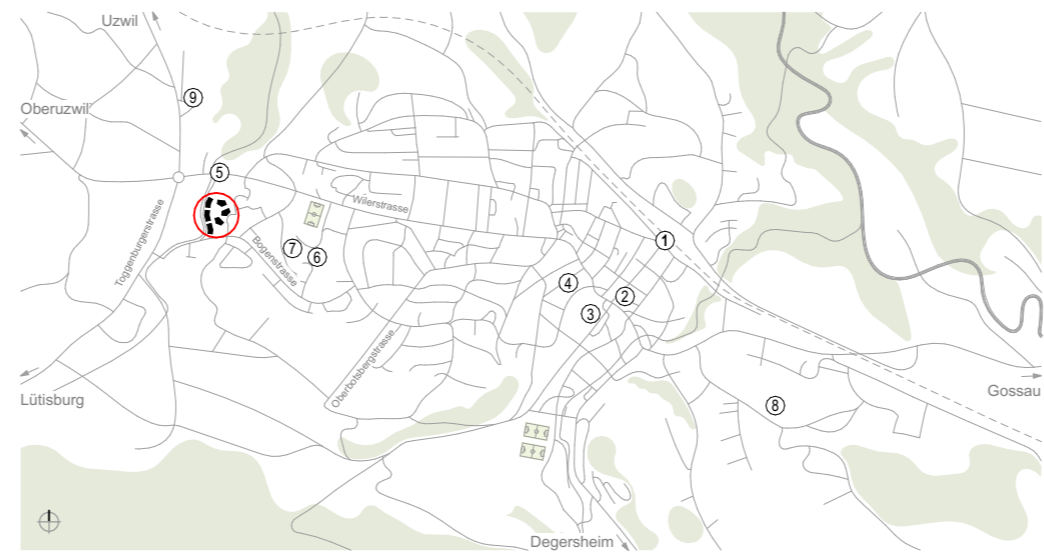 Uzwil
Oberuzwil
9
5
Wilerstrasse
Toggenburgerstrasse
Bogenstrasse
7
6
1
4
2
3
Oberbotsbergstrasse
Lütisburg
Gossau
8
Degersheim